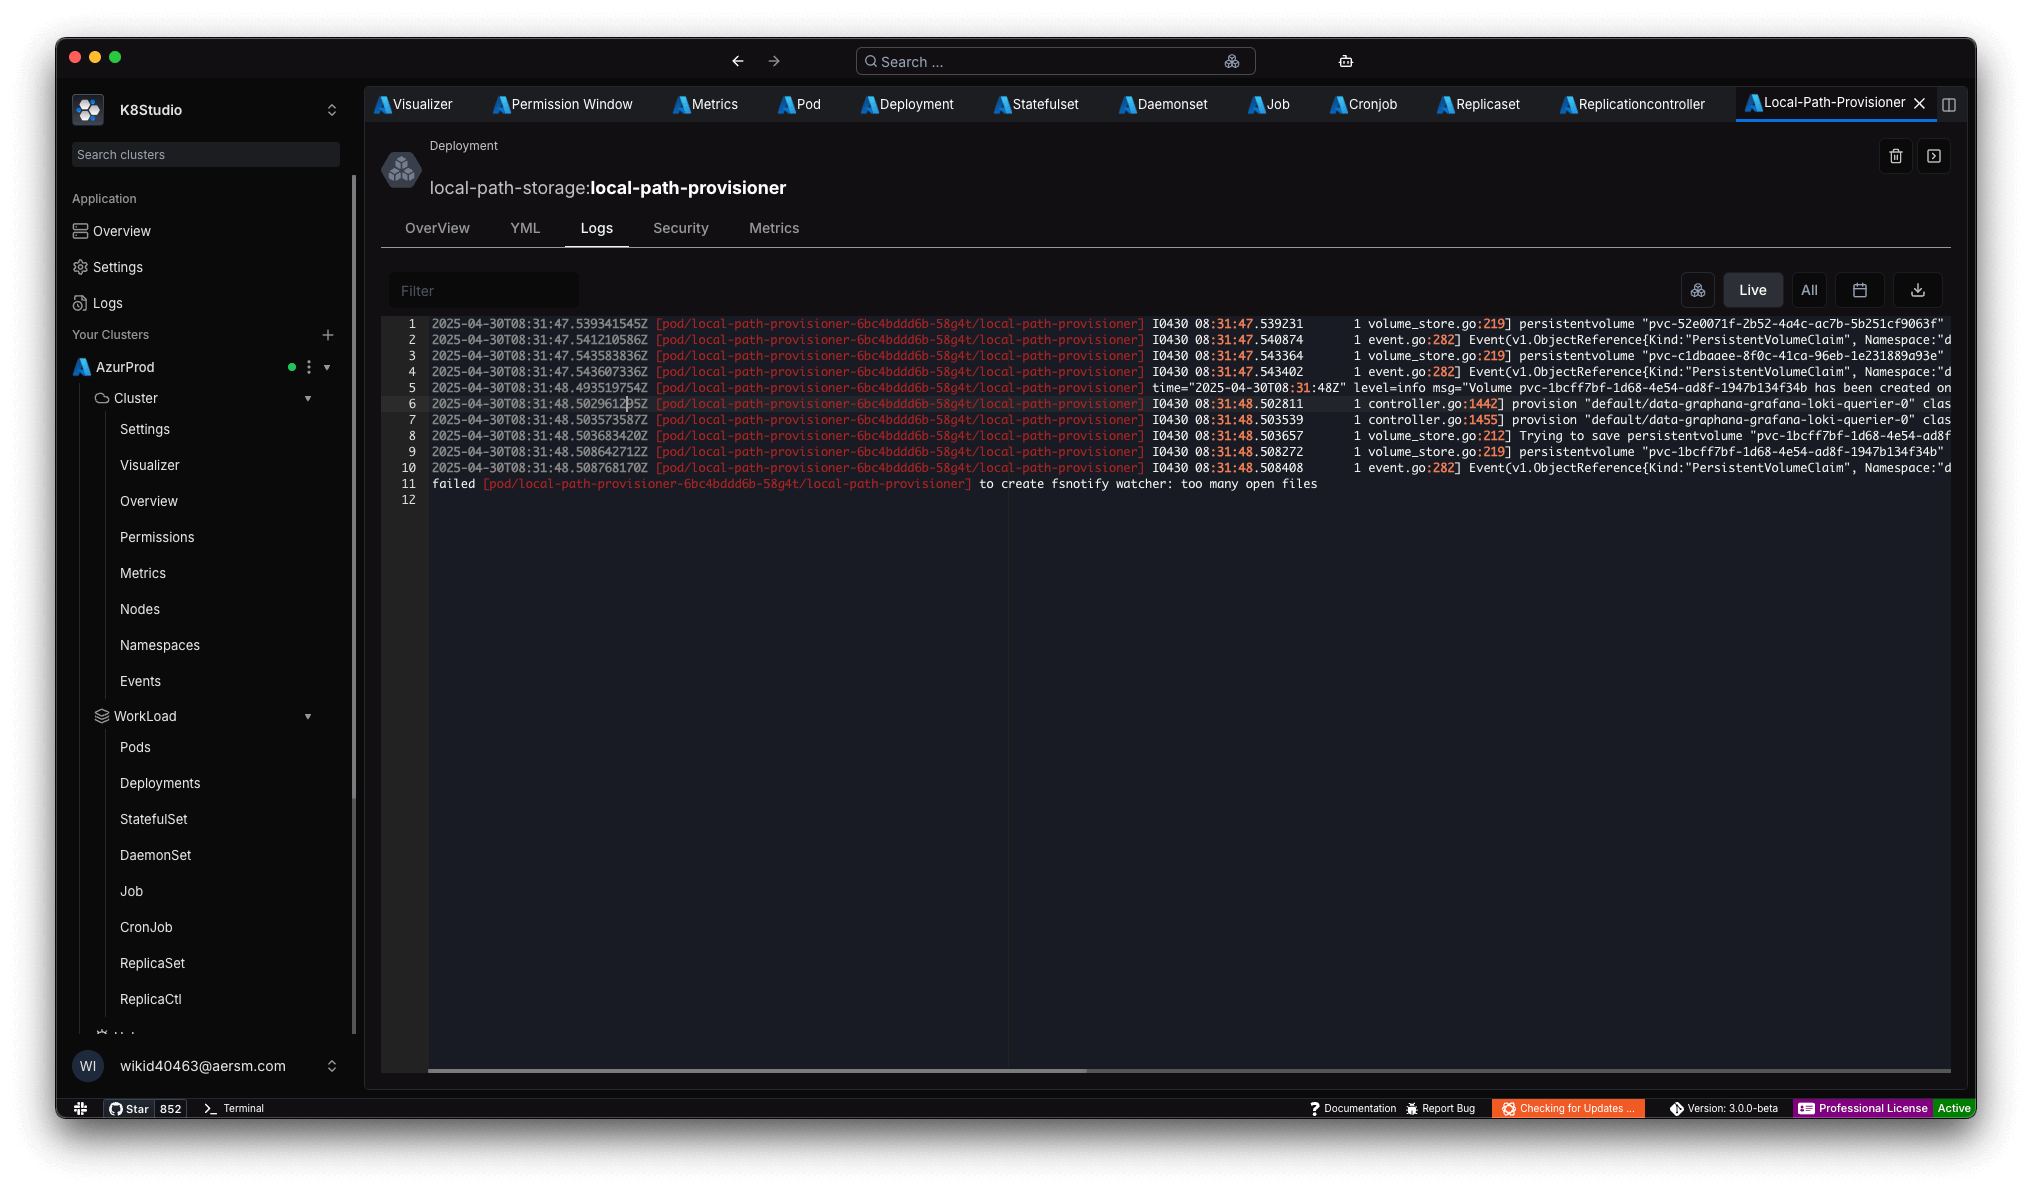 Search ...
K8Studio
Search clusters
Application
Overview
Settings
Logs
Your Clusters
AzurProd
Cluster
Settings
Visualizer
Overview
Permissions
Metrics
Nodes
Namespaces
Events
WorkLoad
Pods
Deployments
StatefulSet
DaemonSet
Job
CronJob
ReplicaSet
ReplicaCtl
WI
wikid40463@aersm.com
Visualizer
Permission Window
Metrics
Pod
Deployment
Statefulset
Daemonset
Job
Cronjob
Replicaset
Replicationcontroller
Local-Path-Provisioner
Deployment
local-path-storage:local-path-provisioner
OverView
YML
Logs
Security
Metrics
Filter
Live
All
1 2025-04-30T08:31:47.539341545Z [pod/local-path-provisioner-6bc4bddd6b-58g4t/local-path-provisioner] I0430 08:31:47.539231 1 volume_store.go:219] persistentvolume "pvc-52e0071f-2b52-4a4c-ac7b-5b251cf9063f"
2 2025-04-30T08:31:47.541210586Z [pod/local-path-provisioner-6bc4bddd6b-58g4t/local-path-provisioner] I0430 08:31:47.540874 1 event.go:282] Event(v1.ObjectReference{Kind:"PersistentVolumeClaim", Namespace:"d
3 2025-04-30T08:31:47.543583836Z [pod/local-path-provisioner-6bc4bddd6b-58g4t/local-path-provisioner] I0430 08:31:47.543364 1 volume_store.go:219] persistentvolume "pvc-c1dbaaee-8f0c-41ca-96eb-1e231889a93e"
4 2025-04-30T08:31:47.543607336Z [pod/local-path-provisioner-6bc4bddd6b-58g4t/local-path-provisioner] I0430 08:31:47.543402 1 event.go:282] Event(v1.ObjectReference{Kind:"PersistentVolumeClaim", Namespace:"d
5 2025-04-30T08:31:48.493519754Z [pod/local-path-provisioner-6bc4bddd6b-58g4t/local-path-provisioner] time="2025-04-30T08:31:48Z" level=info msg="Volume pvc-1bcff7bf-1d68-4e54-ad8f-1947b134f34b has been created on
6 2025-04-30T08:31:48.502961295Z [pod/local-path-provisioner-6bc4bddd6b-58g4t/local-path-provisioner] I0430 08:31:48.502811 1 controller.go:1442] provision "default/data-graphana-grafana-loki-querier-0" clas
7 2025-04-30T08:31:48.503573587Z [pod/local-path-provisioner-6bc4bddd6b-58g4t/local-path-provisioner] I0430 08:31:48.503539 1 controller.go:1455] provision "default/data-graphana-grafana-loki-querier-0" clas
8 2025-04-30T08:31:48.503683420Z [pod/local-path-provisioner-6bc4bddd6b-58g4t/local-path-provisioner] I0430 08:31:48.503657 1 volume_store.go:212] Trying to save persistentvolume "pvc-1bcff7bf-1d68-4e54-ad8f
9 2025-04-30T08:31:48.508642712Z [pod/local-path-provisioner-6bc4bddd6b-58g4t/local-path-provisioner] I0430 08:31:48.508272 1 volume_store.go:219] persistentvolume "pvc-1bcff7bf-1d68-4e54-ad8f-1947b134f34b"
10 2025-04-30T08:31:48.508768170Z [pod/local-path-provisioner-6bc4bddd6b-58g4t/local-path-provisioner] I0430 08:31:48.508408 1 event.go:282] Event(v1.ObjectReference{Kind:"PersistentVolumeClaim", Namespace:"d
11 failed [pod/local-path-provisioner-6bc4bddd6b-58g4t/local-path-provisioner] to create fsnotify watcher: too many open files
12
Star 852
Terminal
Documentation
Report Bug
Checking for Updates ...
Version: 3.0.0-beta
Professional License
Active